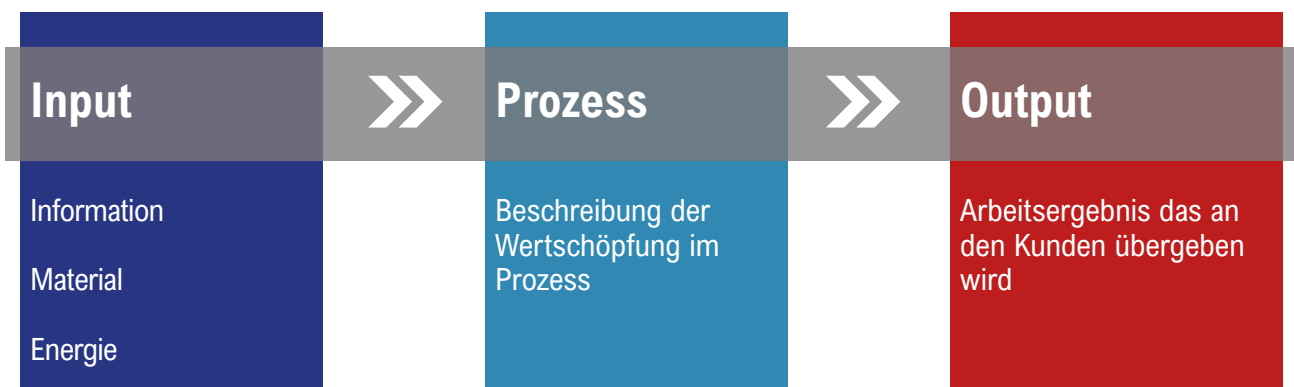 Input
Prozess
Output
Information
Material
Energie
Beschreibung der
Wertschöpfung im
Prozess
Arbeitsergebnis das an
den Kunden übergeben
wird